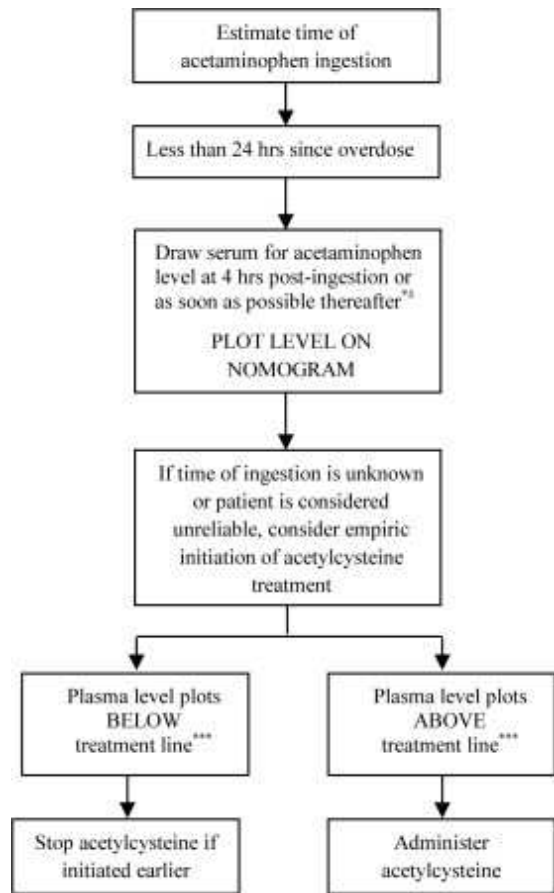 Estimate time of
acetaminophen ingestion
Less than 24 hrs since overdose
Draw serum for acetaminophen
level at 4 hrs post-ingestion or
as soon as possible thereafter
PLOT LEVEL ON
NOMOGRAM
If time of ingestion is unknown
or patient is considered
unreliable, consider empiric
initiation of acetylcysteine
treatment
Plasma level plots
BELOW
treatment line***
Plasma level plots
ABOVE
treatment line***
Stop acetylcysteine if
initiated earlier
Administer
acetylcysteine